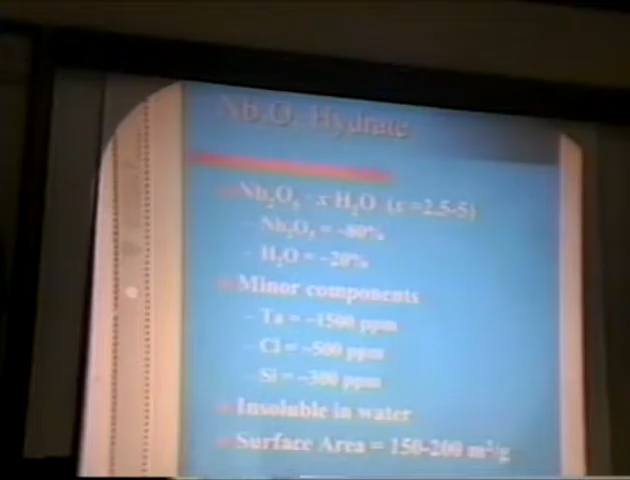 Nb₂O₅ Hydrate
Nb₂O₅ · x H₂O (x =2.5-5)
– Nb₂O₅ = ~80%
– H₂O = ~20%
Minor components
– Ta = ~1500 ppm
– Cl = ~500 ppm
– Si = ~300 ppm
Insoluble in water
Surface Area = 150-200 m²/g